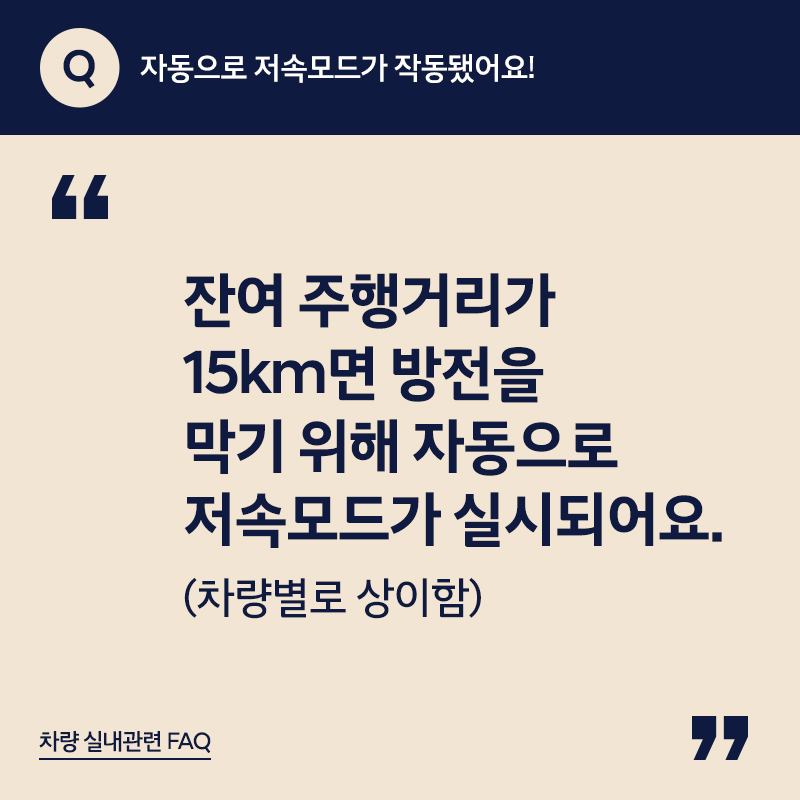 Q 자동으로 저속모드가 작동됐어요!
“
잔여 주행거리가
15km면 방전을
막기 위해 자동으로
저속모드가 실시되어요.
(차량별로 상이함)
차량 실내관련 FAQ
”